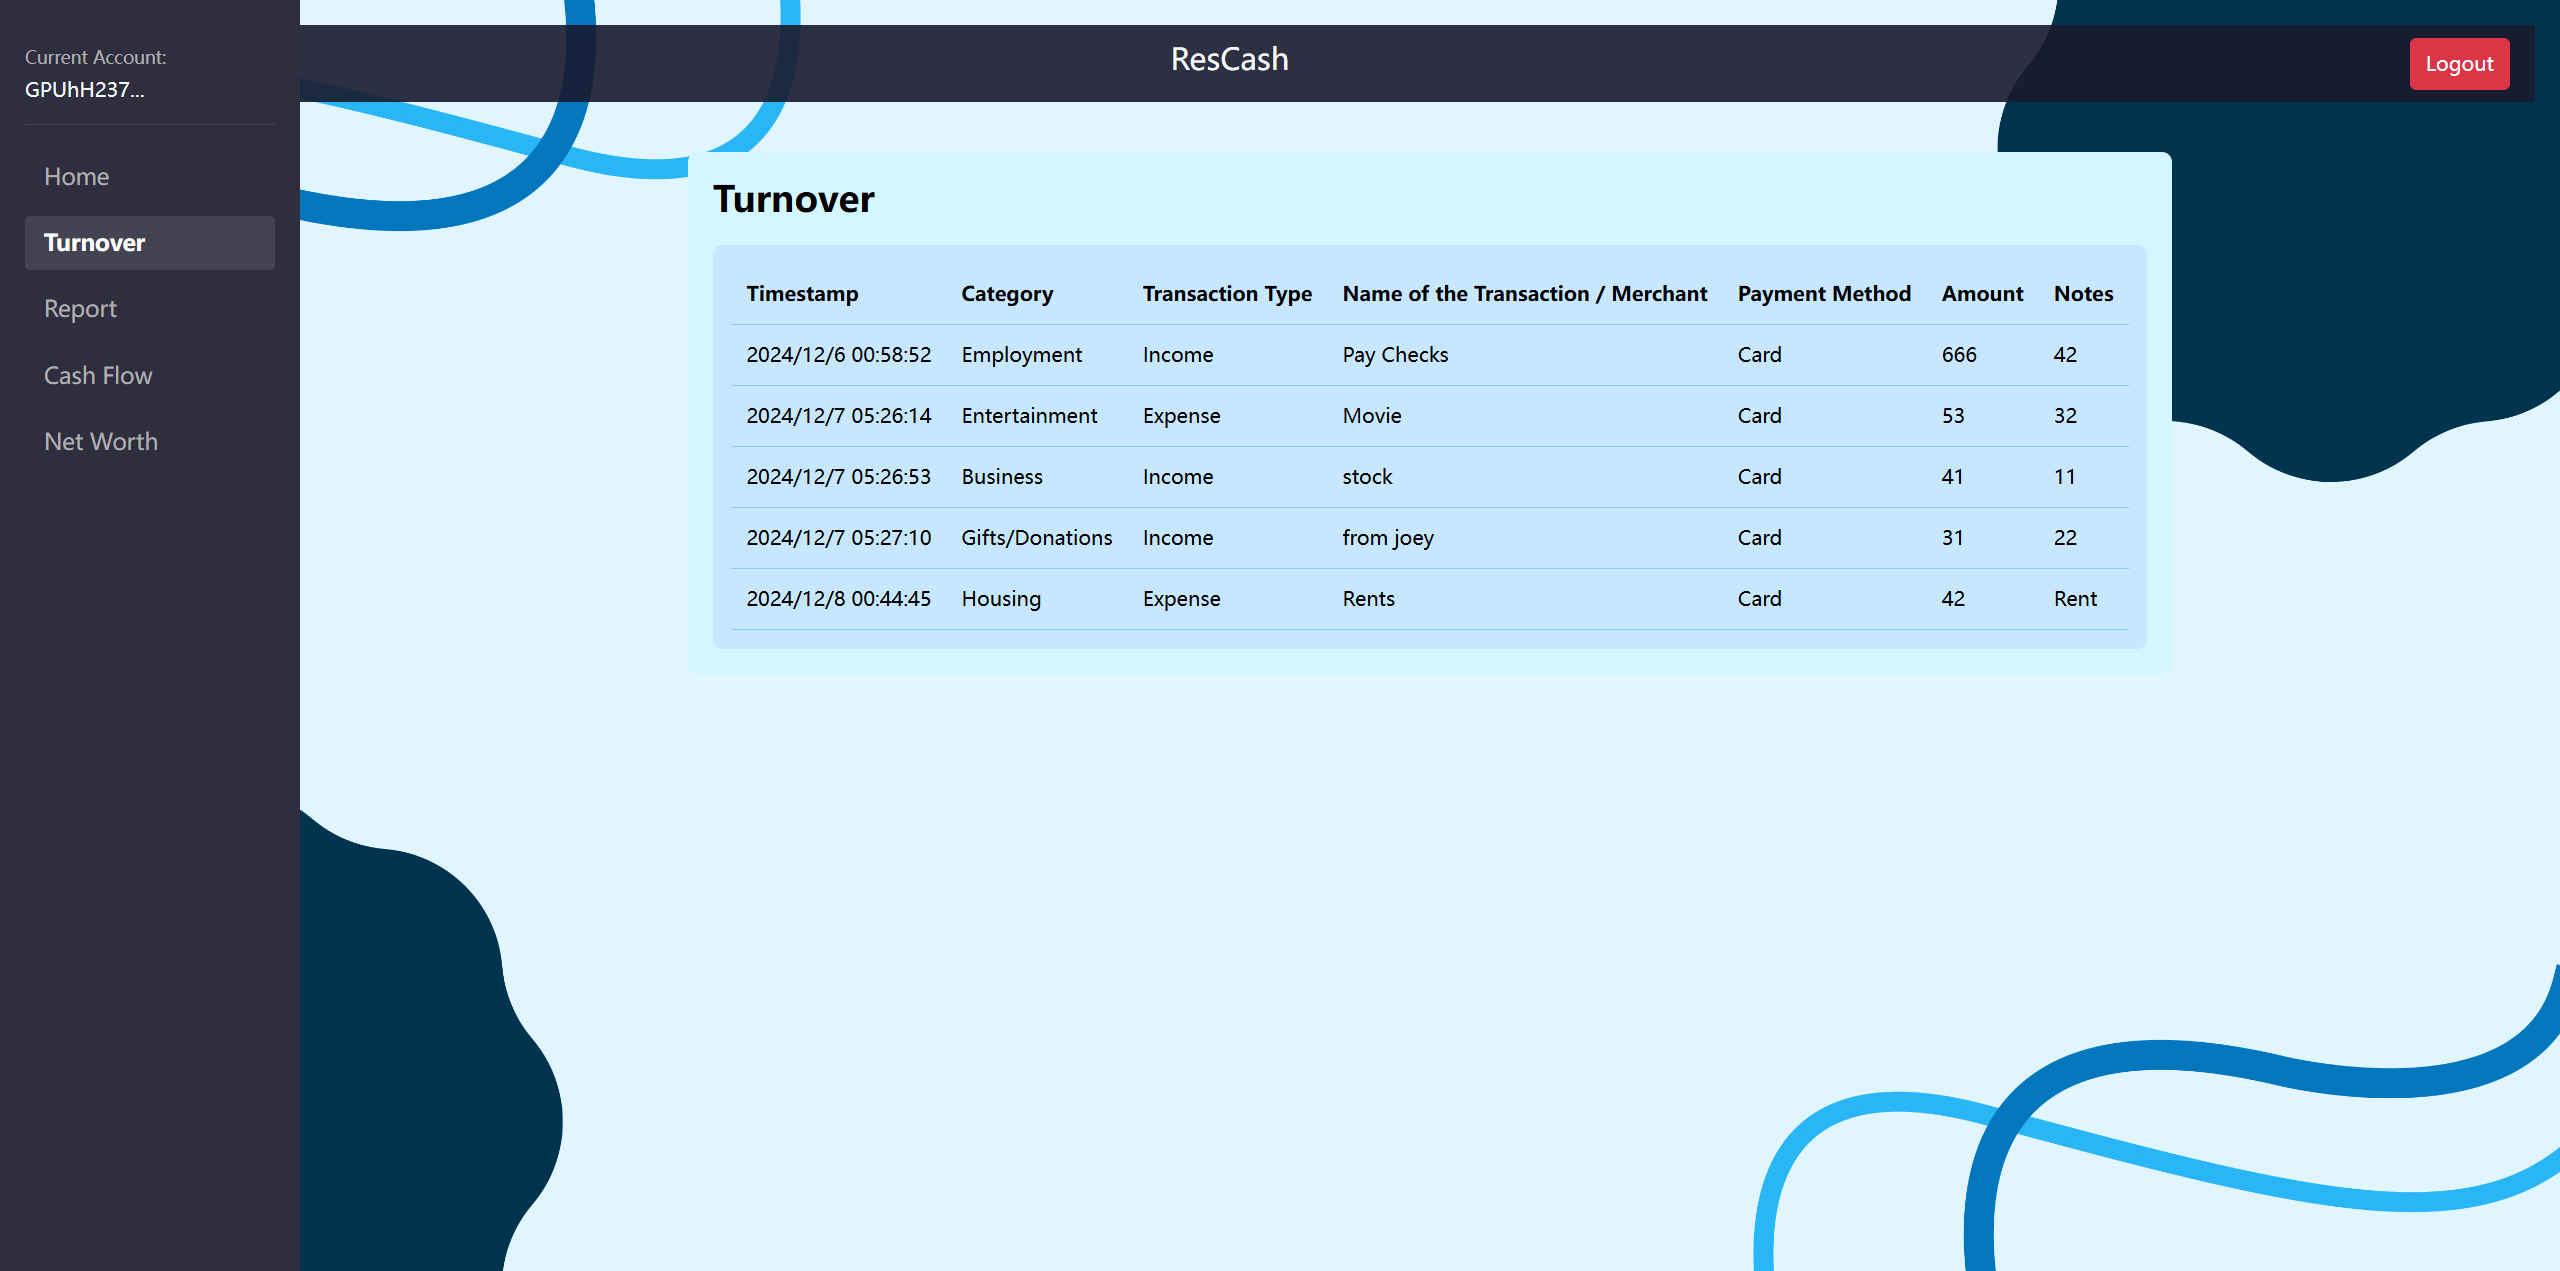 Current Account:
GPUhH237...
Home
Turnover
Report
Cash Flow
Net Worth
ResCash
Logout
Turnover
Timestamp Category Transaction Type Name of the Transaction / Merchant Payment Method Amount Notes
2024/12/6 00:58:52 Employment Income Pay Checks Card 666 42
2024/12/7 05:26:14 Entertainment Expense Movie Card 53 32
2024/12/7 05:26:53 Business Income stock Card 41 11
2024/12/7 05:27:10 Gifts/Donations Income from joey Card 31 22
2024/12/8 00:44:45 Housing Expense Rents Card 42 Rent